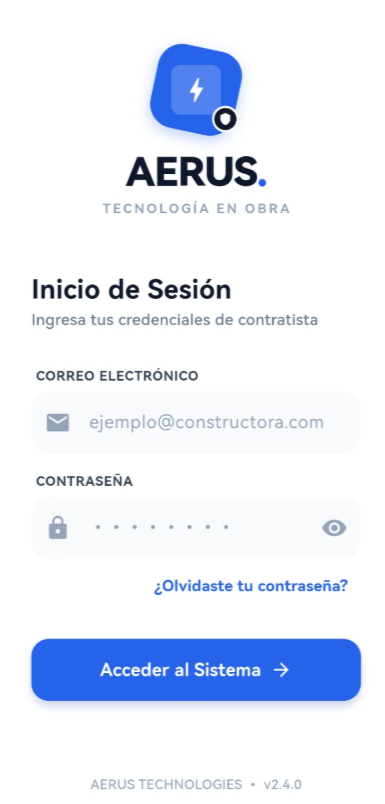 AERUS.
TECNOLOGÍA EN OBRA
Inicio de Sesión
Ingresa tus credenciales de contratista
CORREO ELECTRÓNICO
ejemplo@constructora.com
CONTRASEÑA
• • • • • • • •
¿Olvidaste tu contraseña?
Acceder al Sistema →
AERUS TECHNOLOGIES • v2.4.0